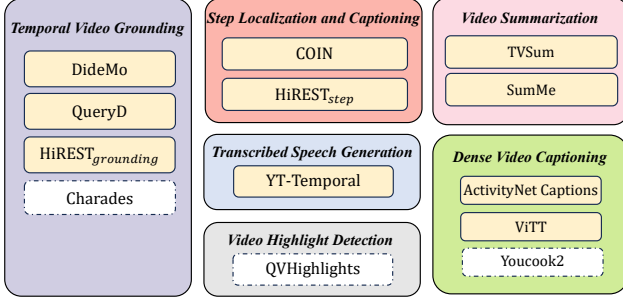 Temporal Video Grounding
DideMo
QueryD
HiREST_grounding
Charades
Step Localization and Captioning
COIN
HiREST_step
Transcribed Speech Generation
YT-Temporal
Video Highlight Detection
QVHighlights
Video Summarization
TVSum
SumMe
Dense Video Captioning
ActivityNet Captions
ViTT
Youcook2